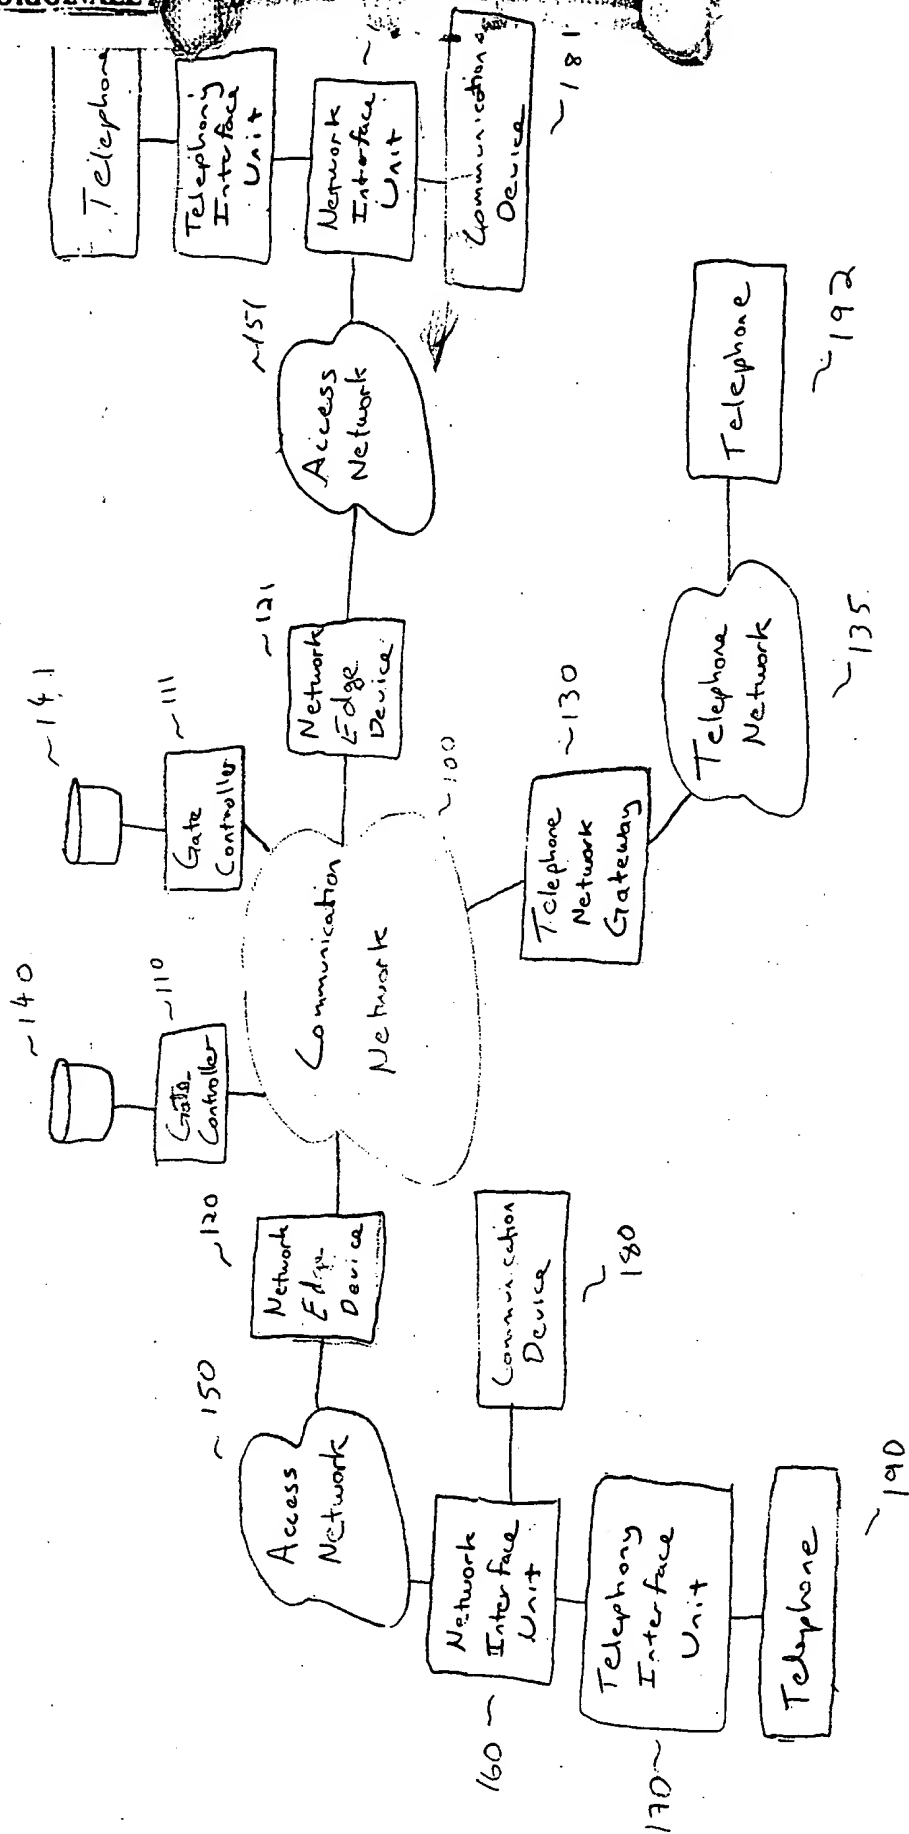 ~140
~141
~110
~111
Gate
Controller
Gate
Controller
~150
~120
~121
~151
Access
Network
Network
Edge
Device
Communication
Network
~100
Network
Edge
Device
Access
Network
Telephone
Telephony
Interface
Unit
Network
Interface
Unit
Communications
Device
~181
160~
Network
Interface
Unit
Communication
Device
~180
Telephone
Network
Gateway
~130
170~
Telephony
Interface
Unit
Telephone
Network
~135
Telephone
~192
Telephone
~190